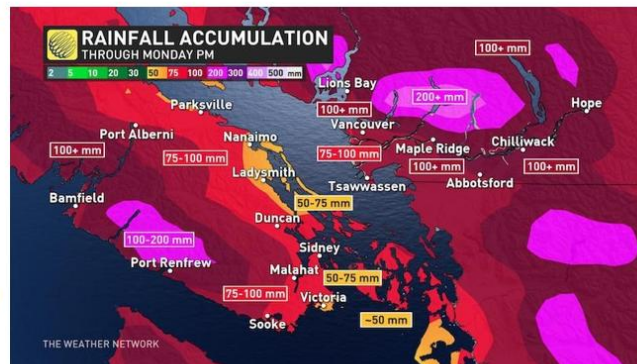 RAINFALL ACCUMULATION
THROUGH MONDAY PM
2 5 10 20 30 50 75 100 200 300 400 500 mm
100+ mm
Lions Bay
200+ mm
Hope
Parksville
100+ mm
Port Alberni
Vancouver
Nanaimo
Maple Ridge
Chilliwack
100+ mm
75-100 mm
75-100 mm
100+ mm
100+ mm
Ladysmith
Tsawwassen
Abbotsford
Bamfield
50-75 mm
Duncan
100-200 mm
Sidney
Port Renfrew
Malahat
50-75 mm
75-100 mm
Victoria
Sooke
~50 mm
THE WEATHER NETWORK